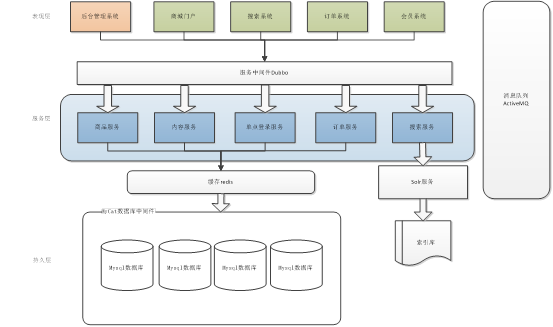 表现层
后台管理系统
商城门户
搜索系统
订单系统
会员系统
消息队列
ActiveMQ
服务中间件Dubbo
服务层
商品服务
内容服务
单点登录服务
订单服务
搜索服务
缓存redis
Solr服务
MyCat数据库中间件
索引库
持久层
Mysql数据库
Mysql数据库
Mysql数据库
Mysql数据库